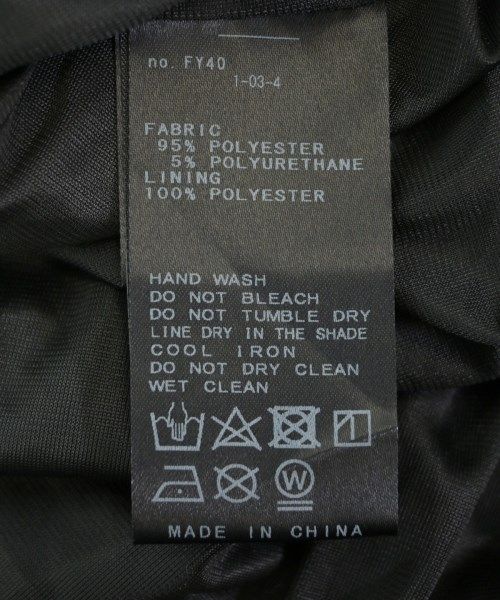 no. FY40
1-03-4
FABRIC
95% POLYESTER
5% POLYURETHANE
LINING
100% POLYESTER
HAND WASH
DO NOT BLEACH
DO NOT TUMBLE DRY
LINE DRY IN THE SHADE
COOL IRON
DO NOT DRY CLEAN
WET CLEAN
W
MADE IN CHINA